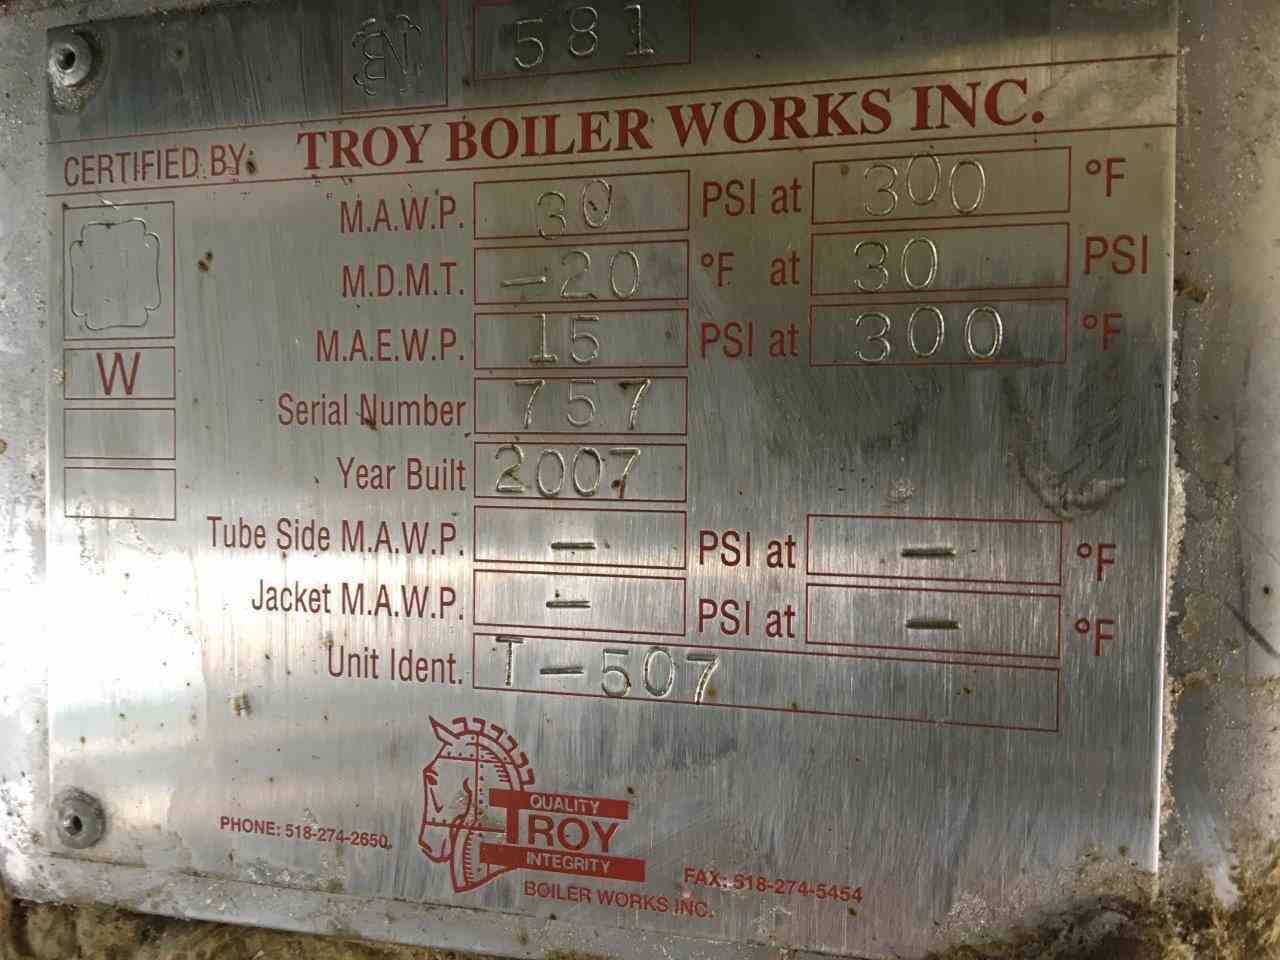 NB 581
CERTIFIED BY: TROY BOILER WORKS INC.
M.A.W.P. 30 PSI at 300 °F
M.D.M.T. -20 °F at 30 PSI
M.A.E.W.P. 15 PSI at 300 °F
W
Serial Number 757
Year Built 2007
Tube Side M.A.W.P. - PSI at - °F
Jacket M.A.W.P. - PSI at - °F
Unit Ident. T-507
QUALITY
TROY
INTEGRITY
BOILER WORKS INC.
PHONE: 518-274-2650
FAX: 518-274-5454